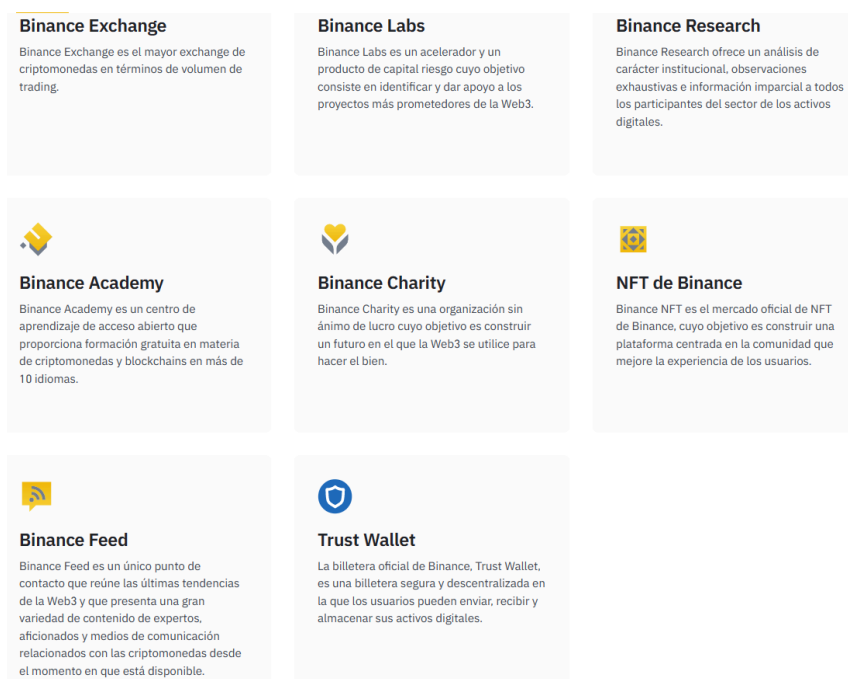 Binance Exchange
Binance Exchange es el mayor exchange de
criptomonedas en términos de volumen de
trading.
Binance Labs
Binance Labs es un acelerador y un
producto de capital riesgo cuyo objetivo
consiste en identificar y dar apoyo a los
proyectos más prometedores de la Web3.
Binance Research
Binance Research ofrece un análisis de
carácter institucional, observaciones
exhaustivas e información imparcial a todos
los participantes del sector de los activos
digitales.
Binance Academy
Binance Academy es un centro de
aprendizaje de acceso abierto que
proporciona formación gratuita en materia
de criptomonedas y blockchains en más de
10 idiomas.
Binance Charity
Binance Charity es una organización sin
ánimo de lucro cuyo objetivo es construir
un futuro en el que la Web3 se utilice para
hacer el bien.
NFT de Binance
Binance NFT es el mercado oficial de NFT
de Binance, cuyo objetivo es construir una
plataforma centrada en la comunidad que
mejore la experiencia de los usuarios.
Binance Feed
Binance Feed es un único punto de
contacto que reúne las últimas tendencias
de la Web3 y que presenta una gran
variedad de contenido de expertos,
aficionados y medios de comunicación
relacionados con las criptomonedas desde
el momento en que está disponible.
Trust Wallet
La billetera oficial de Binance, Trust Wallet,
es una billetera segura y descentralizada en
la que los usuarios pueden enviar, recibir y
almacenar sus activos digitales.